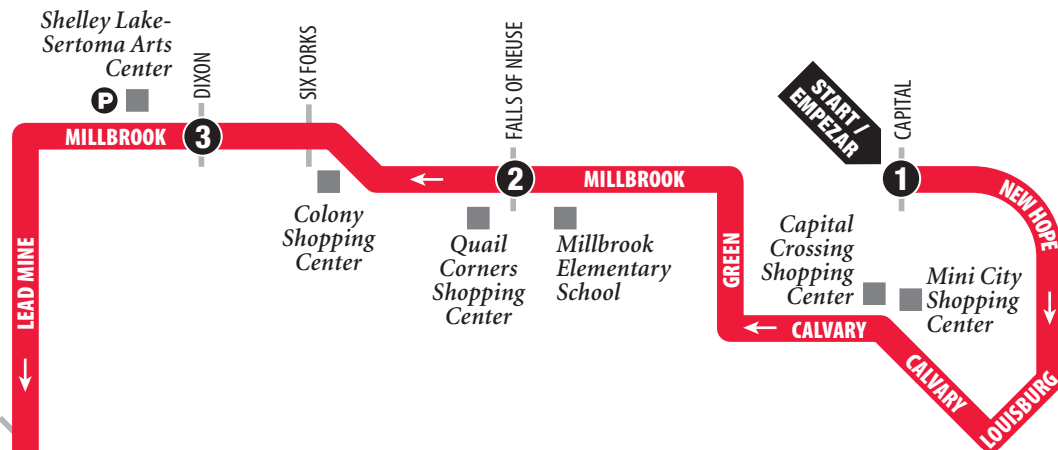 Shelley Lake-
Sertoma Arts
Center
P
DIXON
SIX FORKS
FALLS OF NEUSE
START /
EMPEZAR
CAPITAL
MILLBROOK
3
2
MILLBROOK
1
NEW HOPE
Colony
Shopping
Center
Quail
Corners
Shopping
Center
Millbrook
Elementary
School
GREEN
Capital
Crossing
Shopping
Center
Mini City
Shopping
Center
LEAD MINE
CALVARY
CALVARY
LOUISBURG